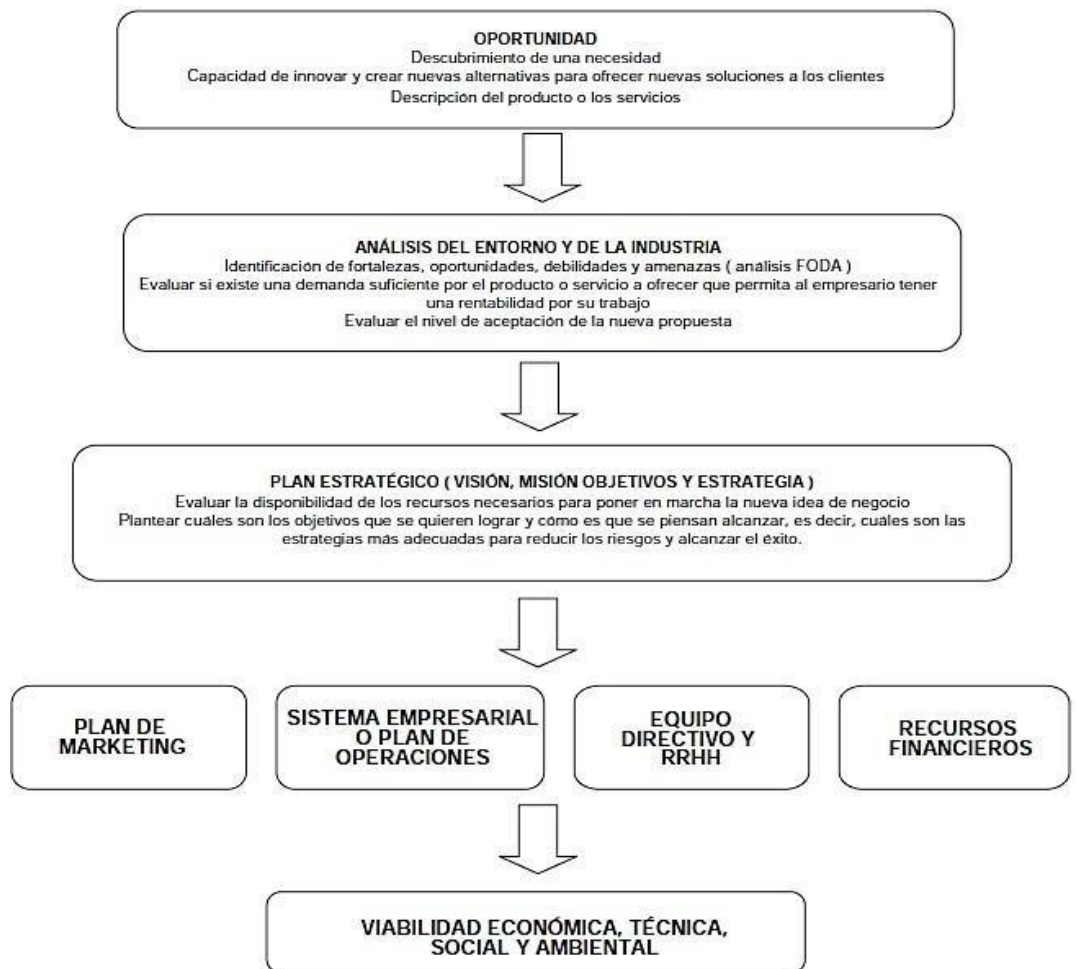 OPORTUNIDAD
Descubrimiento de una necesidad
Capacidad de innovar y crear nuevas alternativas para ofrecer nuevas soluciones a los clientes
Descripción del producto o los servicios
ANÁLISIS DEL ENTORNO Y DE LA INDUSTRIA
Identificación de fortalezas, oportunidades, debilidades y amenazas ( análisis FODA )
Evaluar si existe una demanda suficiente por el producto o servicio a ofrecer que permita al empresario tener
una rentabilidad por su trabajo
Evaluar el nivel de aceptación de la nueva propuesta
PLAN ESTRATÉGICO ( VISIÓN, MISIÓN OBJETIVOS Y ESTRATEGIA )
Evaluar la disponibilidad de los recursos necesarios para poner en marcha la nueva idea de negocio
Plantear cuáles son los objetivos que se quieren lograr y cómo es que se piensan alcanzar, es decir, cuáles son las
estrategias más adecuadas para reducir los riesgos y alcanzar el éxito.
PLAN DE
MARKETING
SISTEMA EMPRESARIAL
O PLAN DE
OPERACIONES
EQUIPO
DIRECTIVO Y
RRHH
RECURSOS
FINANCIEROS
VIABILIDAD ECONÓMICA, TÉCNICA,
SOCIAL Y AMBIENTAL